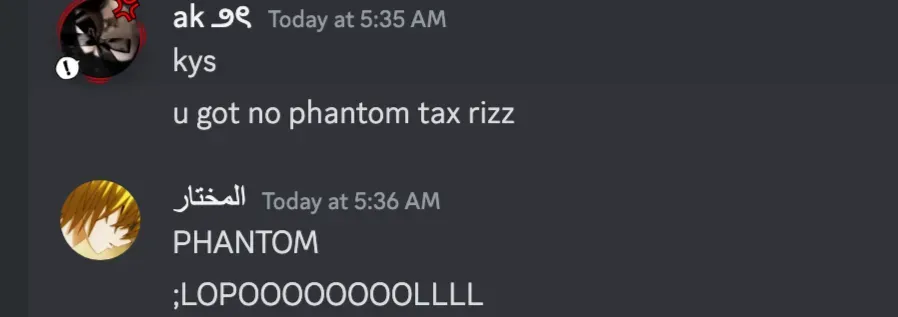 ak ౨ৎ Today at 5:35 AM
kys
u got no phantom tax rizz
المختار Today at 5:36 AM
PHANTOM
;LOPOOOOOOOOLLLL